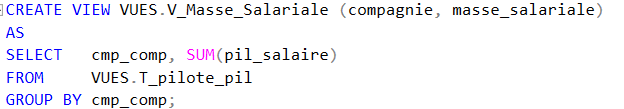 CREATE VIEW VUES.V_Masse_Salariale (compagnie, masse_salariale)
AS
SELECT   cmp_comp, SUM(pil_salaire)
FROM     VUES.T_pilote_pil
GROUP BY cmp_comp;